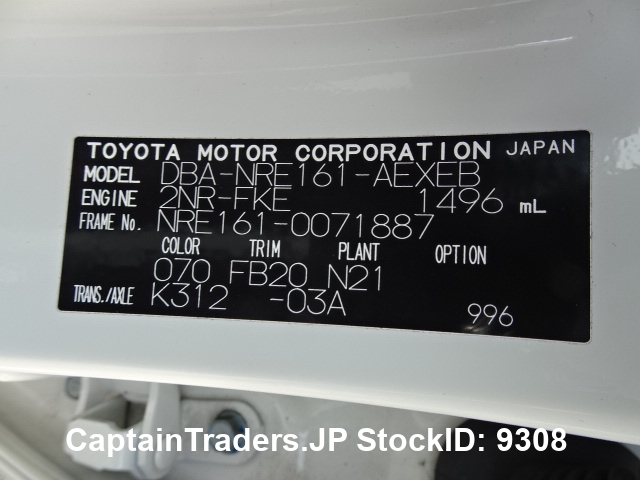 TOYOTA MOTOR CORPORATION JAPAN
MODEL DBA-NRE161-AEXEB
ENGINE 2NR-FKE 1496 mL
FRAME No. NRE161-0071887
COLOR TRIM PLANT OPTION
070 FB20 N21
TRANS./AXLE K312 -03A
996
CaptainTraders.JP StockID: 9308